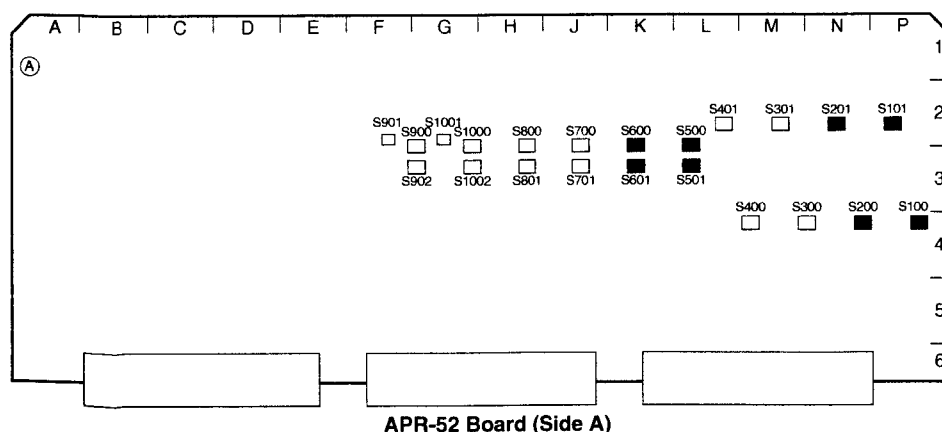 A B C D E F G H J K L M N P
1
A
2
S901 S1001 S401 S301 S201 S101
S900 S1000 S800 S700 S600 S500
3
S902 S1002 S801 S701 S601 S501
S400 S300 S200 S100
4
5
6
APR-52 Board (Side A)